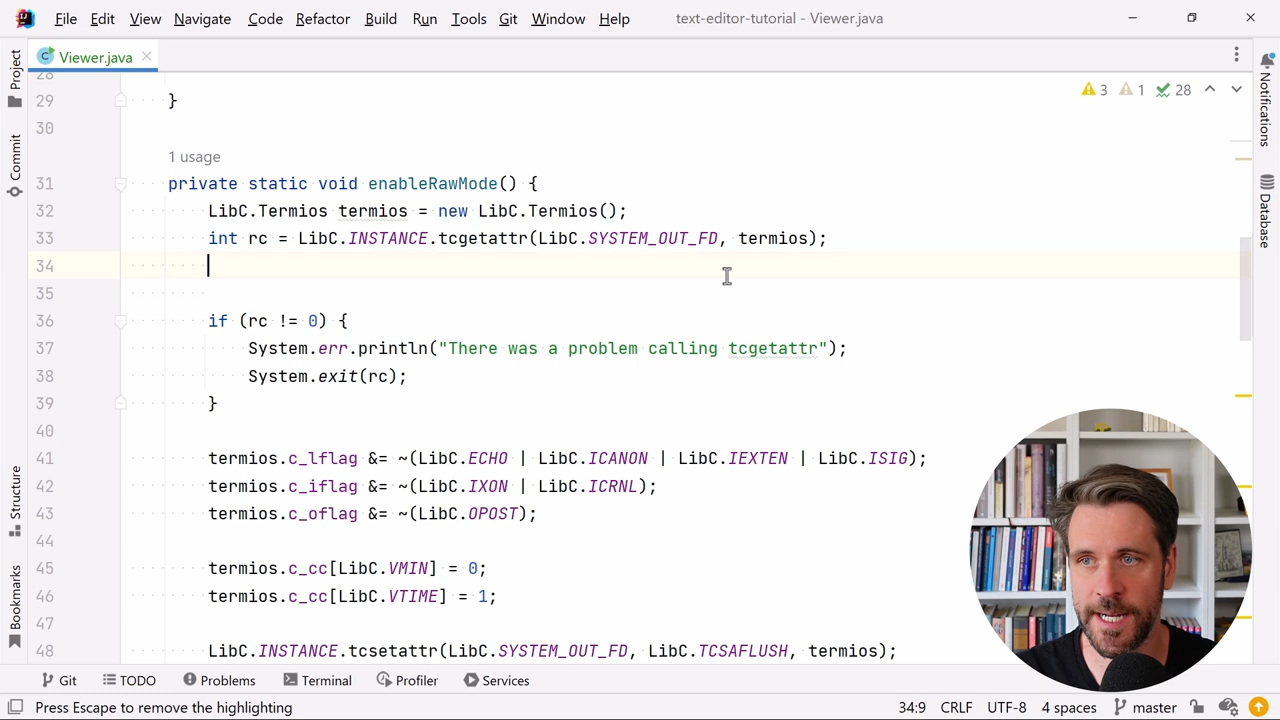 File Edit View Navigate Code Refactor Build Run Tools Git Window Help text-editor-tutorial - Viewer.java
Viewer.java
Project
Commit
Structure
Bookmarks
Notifications
Database
3 1 28
28
29 }
30
1 usage
31 private static void enableRawMode() {
32 LibC.Termios termios = new LibC.Termios();
33 int rc = LibC.INSTANCE.tcgetattr(LibC.SYSTEM_OUT_FD, termios);
34
35
36 if (rc != 0) {
37 System.err.println("There was a problem calling tcgetattr");
38 System.exit(rc);
39 }
40
41 termios.c_lflag &= ~(LibC.ECHO | LibC.ICANON | LibC.IEXTEN | LibC.ISIG);
42 termios.c_iflag &= ~(LibC.IXON | LibC.ICRNL);
43 termios.c_oflag &= ~(LibC.OPOST);
44
45 termios.c_cc[LibC.VMIN] = 0;
46 termios.c_cc[LibC.VTIME] = 1;
47
48 LibC.INSTANCE.tcsetattr(LibC.SYSTEM_OUT_FD, LibC.TCSAFLUSH, termios);
Git TODO Problems Terminal Profiler Services
Press Escape to remove the highlighting 34:9 CRLF UTF-8 4 spaces master